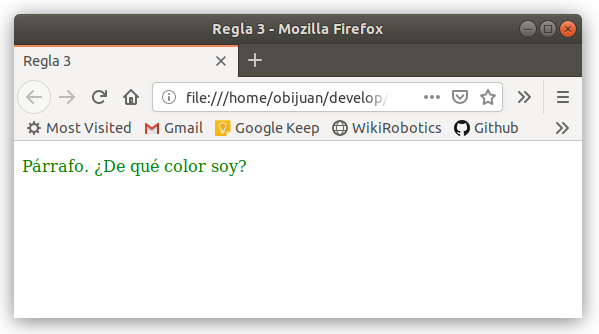 Regla 3 - Mozilla Firefox
Regla 3
file:///home/obijuan/develop/
Most Visited Gmail Google Keep WikiRobotics Github
Párrafo. ¿De qué color soy?